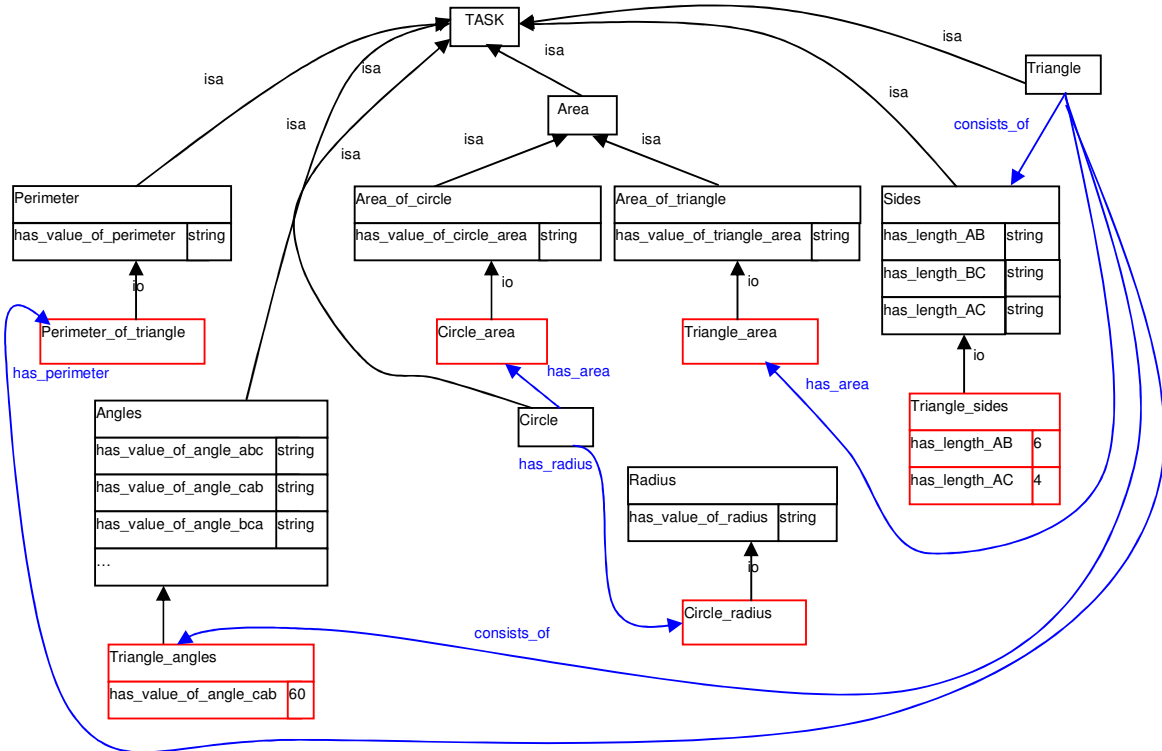 TASK
isa
isa
isa
Triangle
isa
isa
Area
isa
consists_of
isa
isa
isa
isa
Perimeter
has_value_of_perimeter string
Area_of_circle
has_value_of_circle_area string
Area_of_triangle
has_value_of_triangle_area string
Sides
has_length_AB string
has_length_BC string
has_length_AC string
io
io
io
io
Perimeter_of_triangle
Circle_area
Triangle_area
has_perimeter
has_area
has_area
Triangle_sides
has_length_AB 6
has_length_AC 4
Angles
has_value_of_angle_abc string
has_value_of_angle_cab string
has_value_of_angle_bca string
...
Circle
has_radius
Radius
has_value_of_radius string
io
Circle_radius
consists_of
Triangle_angles
has_value_of_angle_cab 60